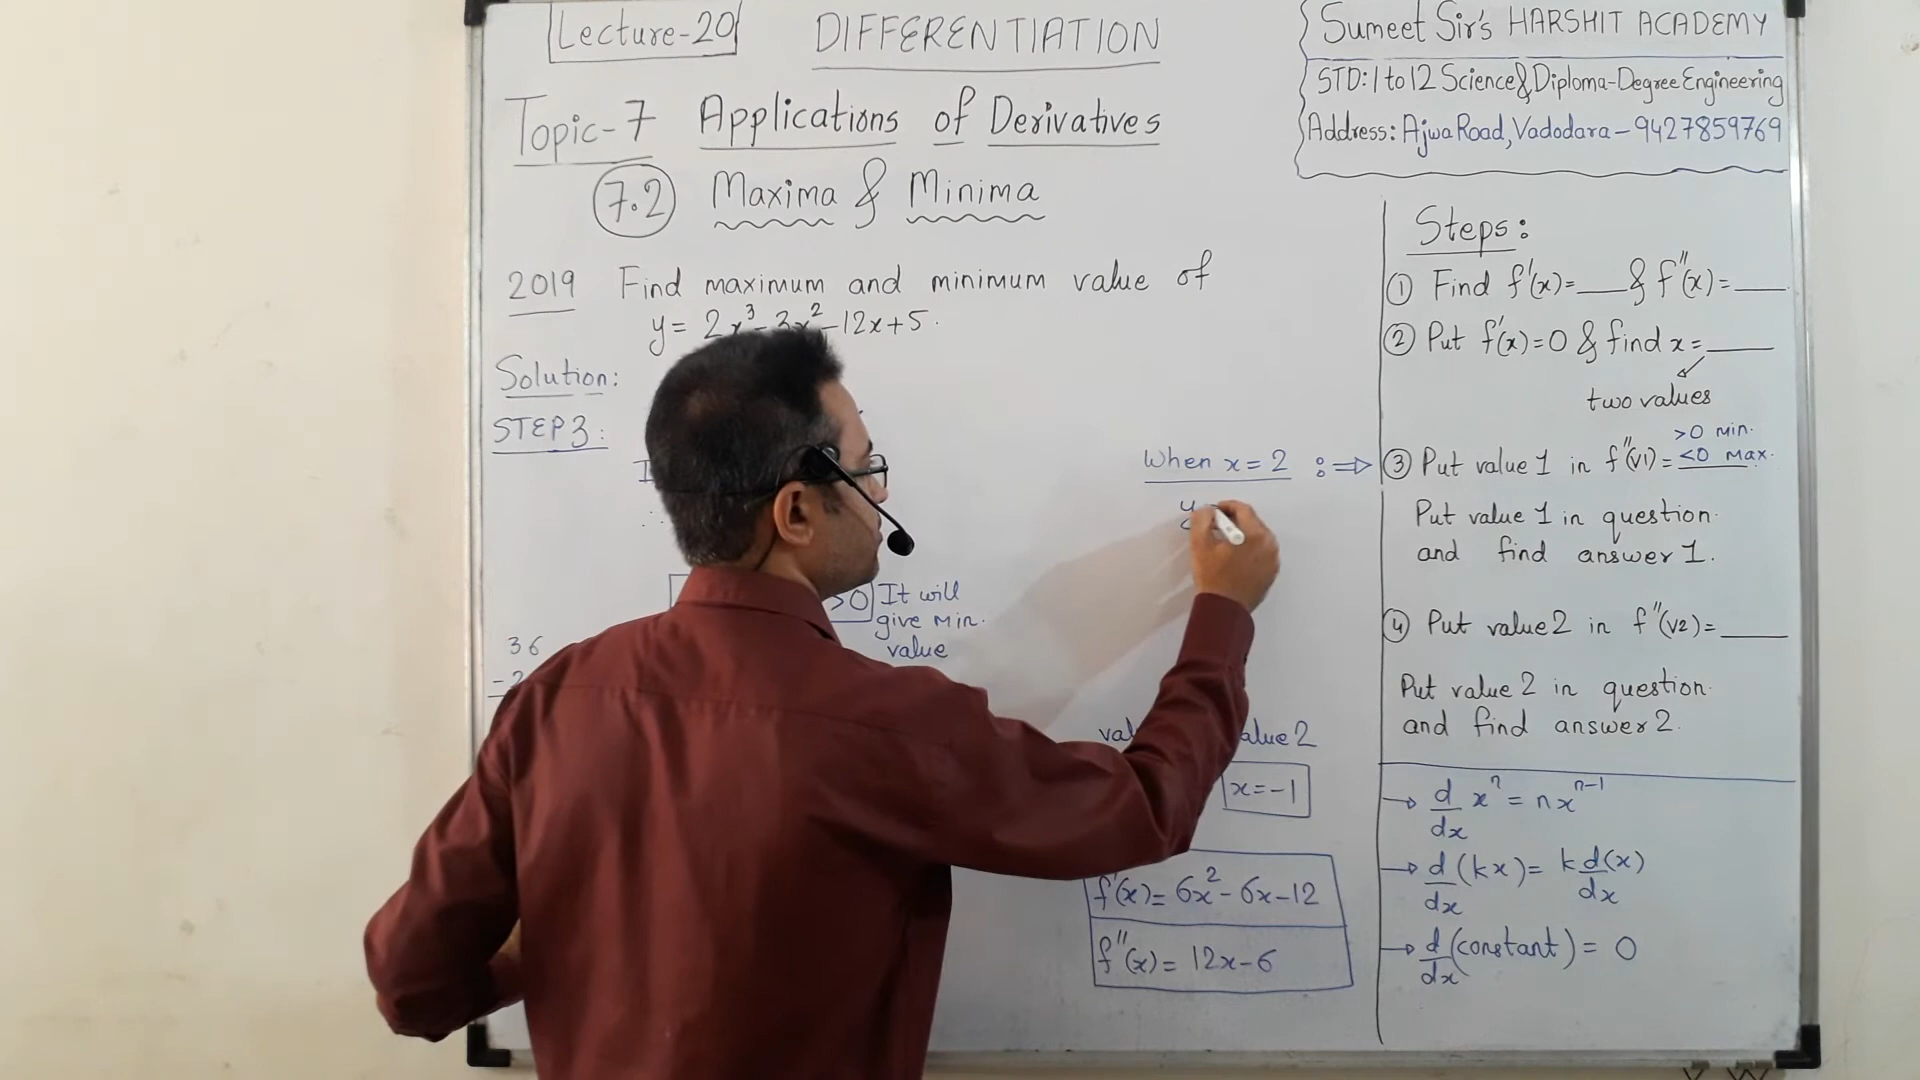 Lecture-20
DIFFERENTIATION
Topic-7 Applications of Derivatives
7.2 Maxima & Minima
2019 Find maximum and minimum value of
y= 2x³-3x²-12x+5.
Solution:
STEP 3:
>0 It will
give min.
value
36
When x=2 :⇒
y
value 2
x=-1
f'(x)= 6x²-6x-12
f''(x)= 12x-6
Sumeet Sir's HARSHIT ACADEMY
STD: 1 to 12 Science & Diploma-Degree Engineering
Address: Ajwa Road, Vadodara – 9427859769
Steps:
① Find f'(x)=___ & f''(x)=___
② Put f'(x)=0 & find x=___
two values
>0 min.
③ Put value 1 in f''(v1)= <0 max.
Put value 1 in question
and find answer 1.
④ Put value 2 in f''(v2)=___
Put value 2 in question
and find answer 2.
→ d/dx xⁿ = nxⁿ⁻¹
→ d/dx (kx)= k d(x)/dx
→ d/dx (constant) = 0